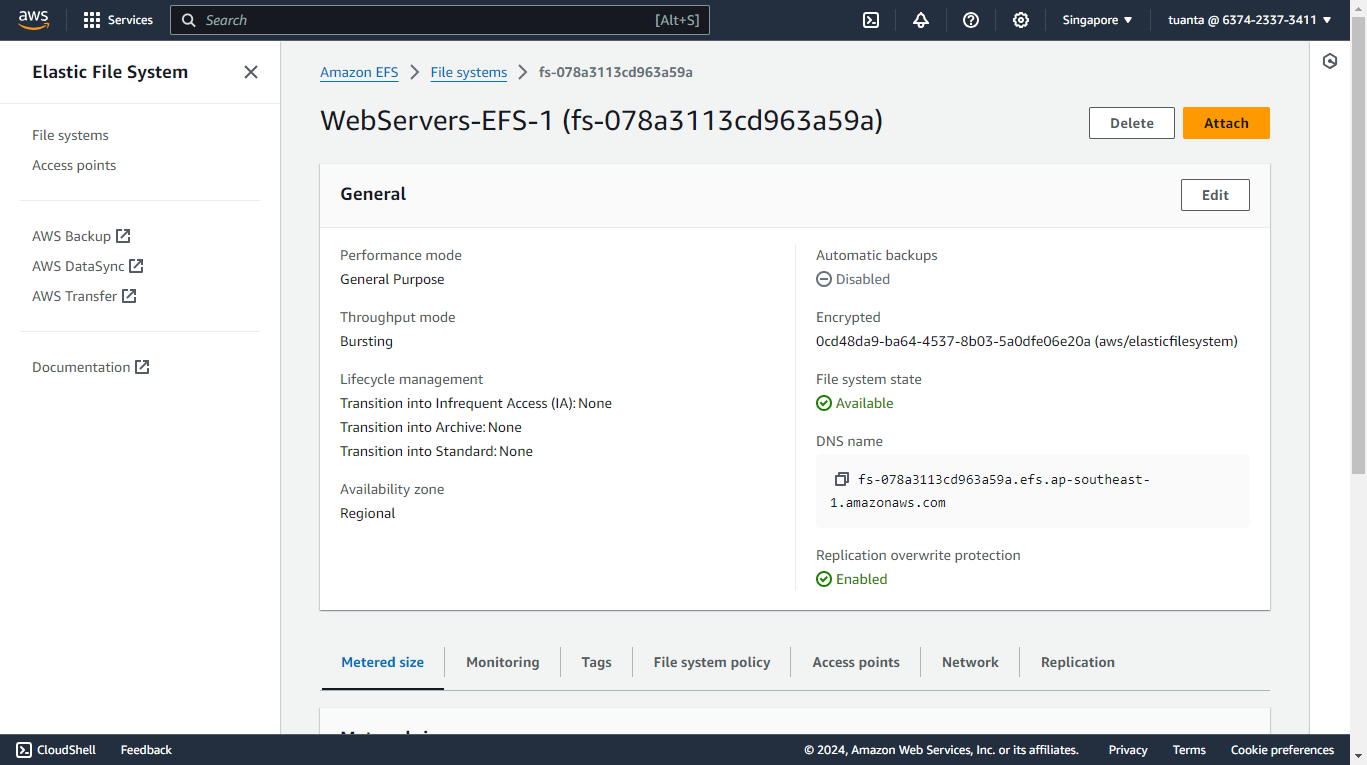 aws
Services
Search
[Alt+S]
Singapore
tuanta @ 6374-2337-3411
Elastic File System
File systems
Access points
AWS Backup
AWS DataSync
AWS Transfer
Documentation
Amazon EFS
File systems
fs-078a3113cd963a59a
WebServers-EFS-1 (fs-078a3113cd963a59a)
Delete
Attach
General
Edit
Performance mode
General Purpose
Throughput mode
Bursting
Lifecycle management
Transition into Infrequent Access (IA): None
Transition into Archive: None
Transition into Standard: None
Availability zone
Regional
Automatic backups
Disabled
Encrypted
0cd48da9-ba64-4537-8b03-5a0dfe06e20a (aws/elasticfilesystem)
File system state
Available
DNS name
fs-078a3113cd963a59a.efs.ap-southeast-
1.amazonaws.com
Replication overwrite protection
Enabled
Metered size
Monitoring
Tags
File system policy
Access points
Network
Replication
CloudShell
Feedback
© 2024, Amazon Web Services, Inc. or its affiliates.
Privacy
Terms
Cookie preferences